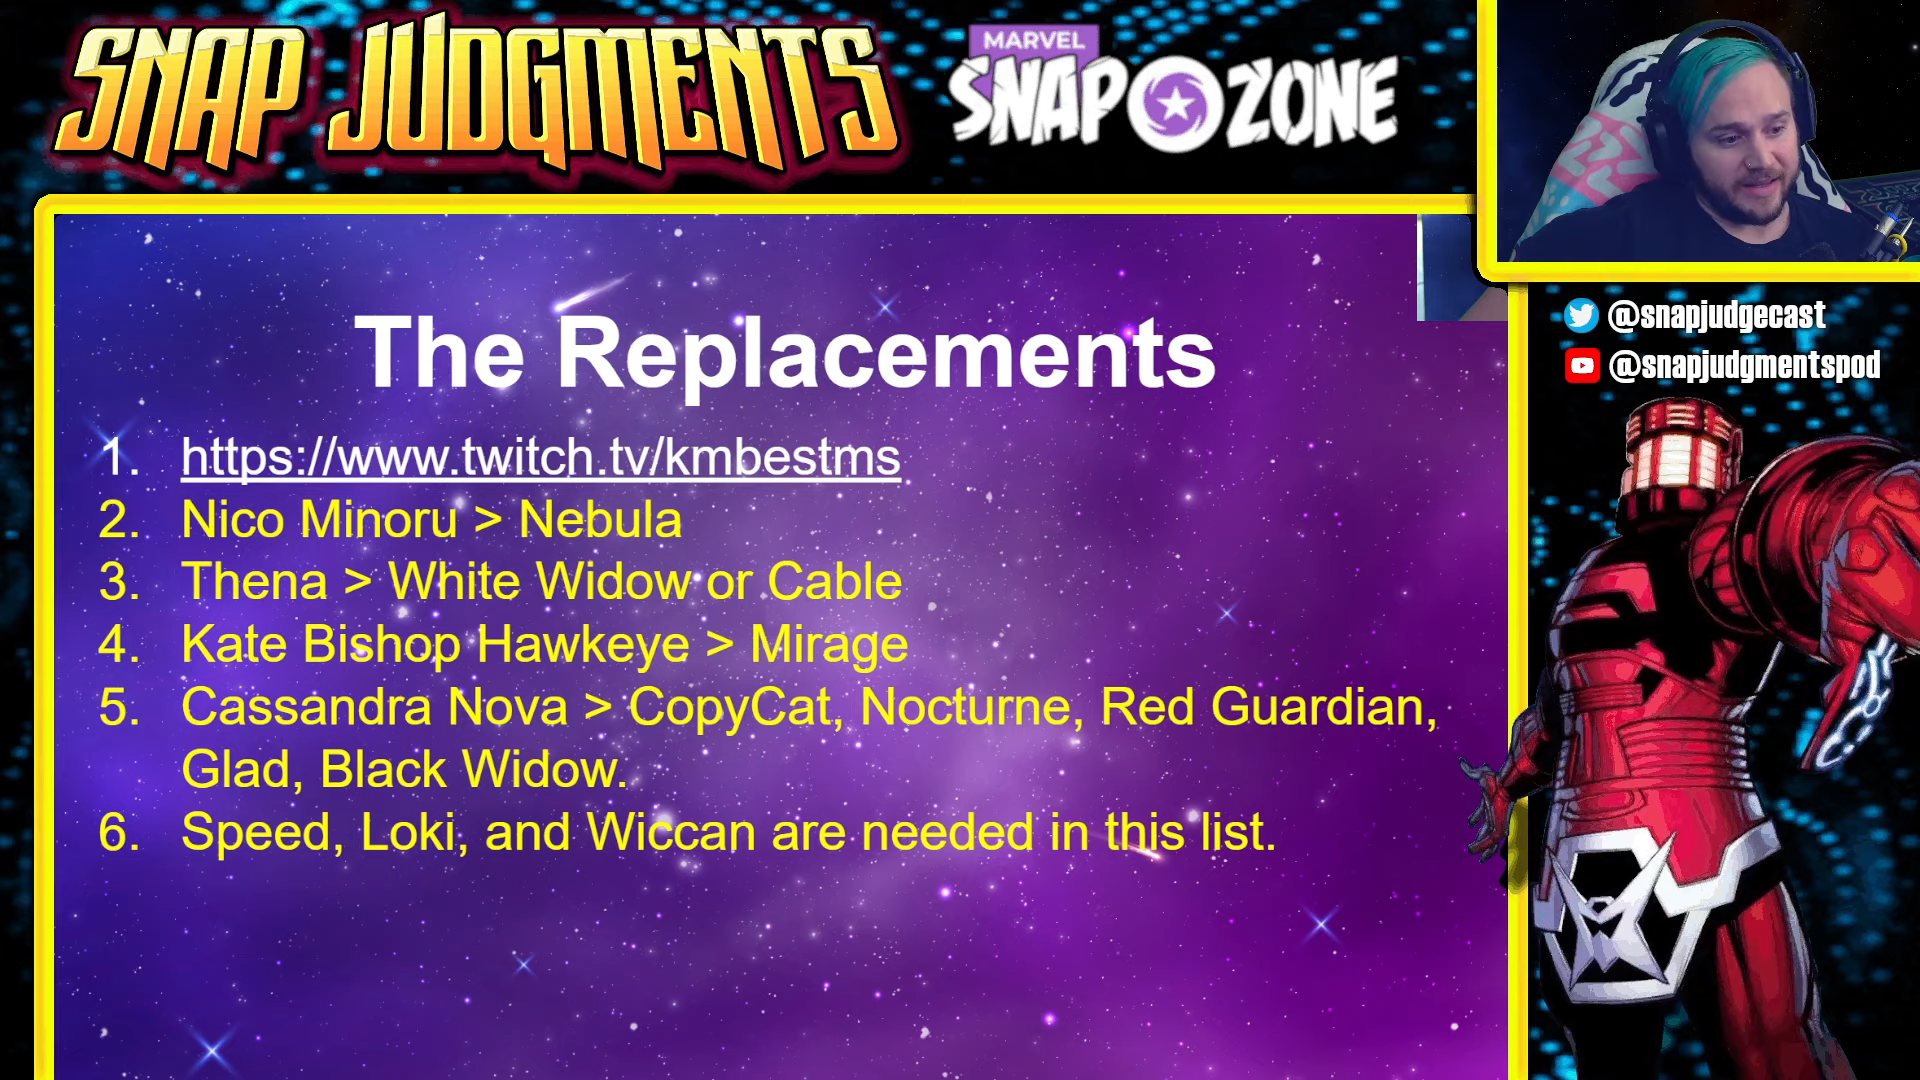 SNAP JUDGMENTS
MARVEL
SNAP ZONE
@snapjudgecast
@snapjudgmentspod
The Replacements
1. https://www.twitch.tv/kmbestms
2. Nico Minoru > Nebula
3. Thena > White Widow or Cable
4. Kate Bishop Hawkeye > Mirage
5. Cassandra Nova > CopyCat, Nocturne, Red Guardian,
Glad, Black Widow.
6. Speed, Loki, and Wiccan are needed in this list.